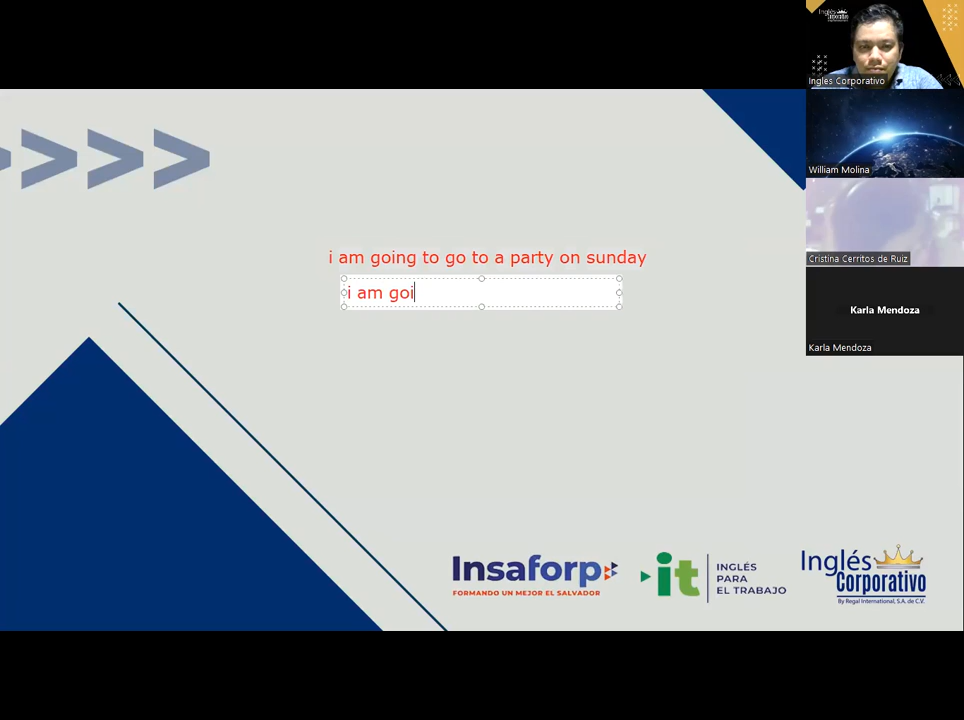 Inglés
Corporativo
Inglés Corporativo
William Molina
Cristina Cerritos de Ruiz
Karla Mendoza
Karla Mendoza
i am going to go to a party on sunday
i am goi
Insaforp
FORMANDO UN MEJOR EL SALVADOR
it
INGLÉS
PARA
EL TRABAJO
Inglés
Corporativo
By Regal International, S.A. de C.V.